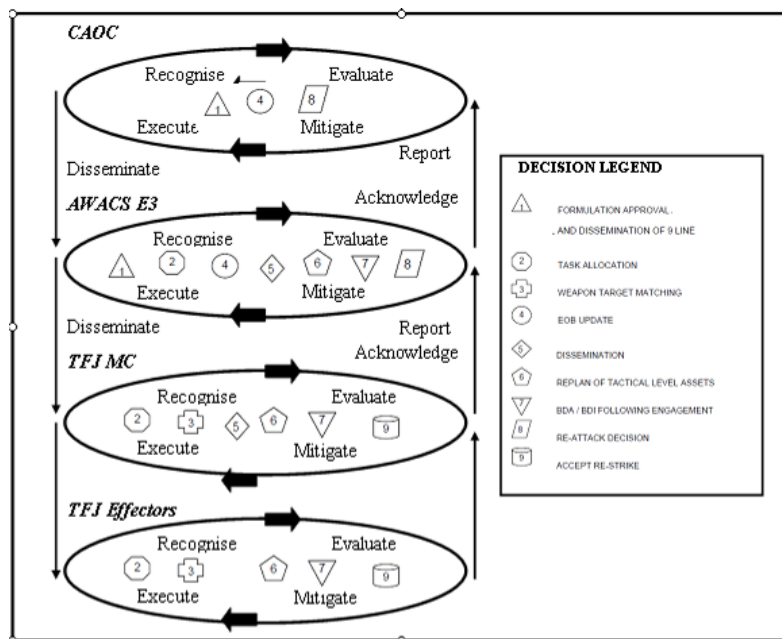 CAOC
Recognise Evaluate
1 4 8
Execute Mitigate
Disseminate Report
AWACS E3 Acknowledge
Recognise Evaluate
1 2 4 5 6 7 8
Execute Mitigate
Disseminate Report
TFJ MC Acknowledge
Recognise Evaluate
2 3 5 6 7 9
Execute Mitigate
TFJ Effectors
Recognise Evaluate
2 3 6 7 9
Execute Mitigate
DECISION LEGEND
1 FORMULATION APPROVAL.
. AND DISSEMINATION OF 9 LINE
2 TASK ALLOCATION
3 WEAPON TARGET MATCHING
4 EOB UPDATE
5 DISSEMINATION
6 REPLAN OF TACTICAL LEVEL ASSETS
7 BDA / BDI FOLLOWING ENGAGEMENT
8 RE-ATTACK DECISION
9 ACCEPT RE-STRIKE